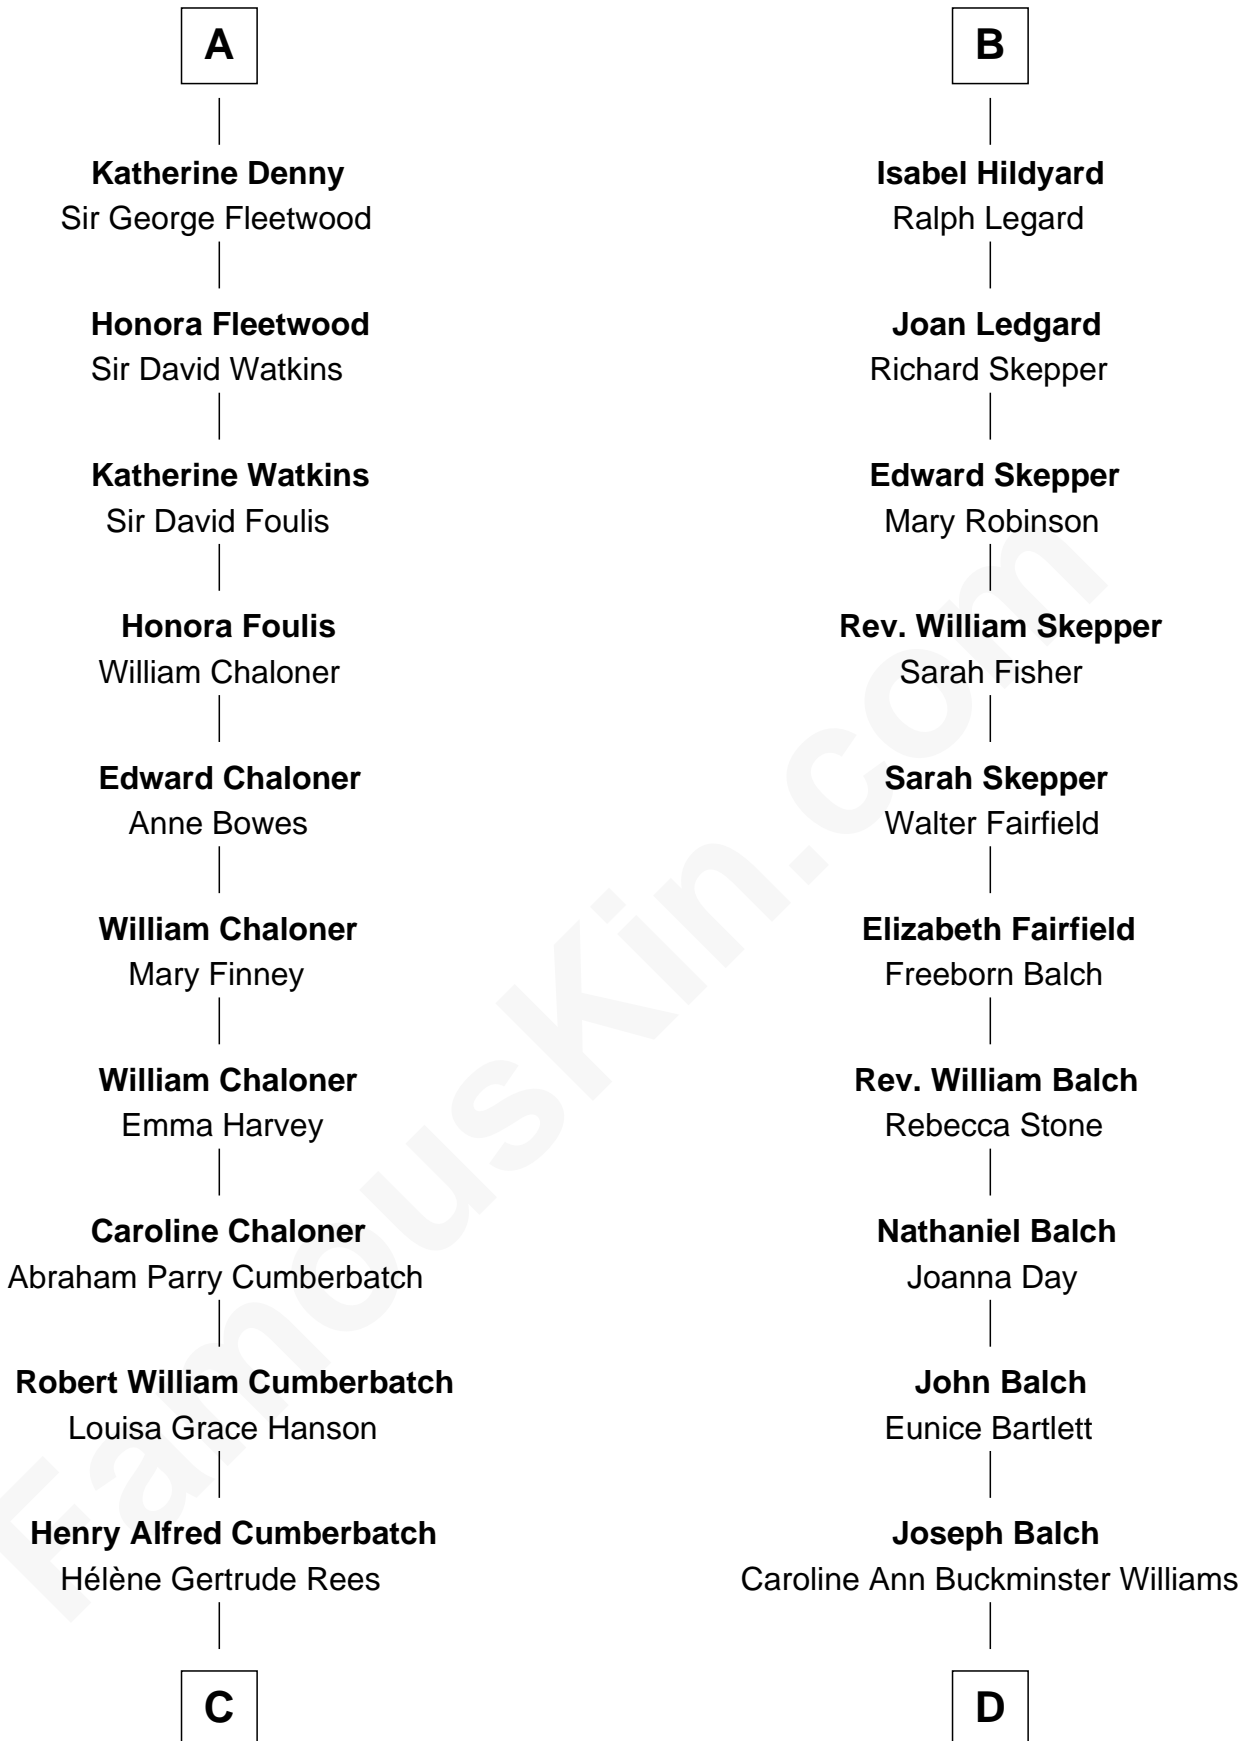 A
Katherine Denny
Sir George Fleetwood
Honora Fleetwood
Sir David Watkins
Katherine Watkins
Sir David Foulis
Honora Foulis
William Chaloner
Edward Chaloner
Anne Bowes
William Chaloner
Mary Finney
William Chaloner
Emma Harvey
Caroline Chaloner
Abraham Parry Cumberbatch
Robert William Cumberbatch
Louisa Grace Hanson
Henry Alfred Cumberbatch
Hélène Gertrude Rees
C
B
Isabel Hildyard
Ralph Legard
Joan Ledgard
Richard Skepper
Edward Skepper
Mary Robinson
Rev. William Skepper
Sarah Fisher
Sarah Skepper
Walter Fairfield
Elizabeth Fairfield
Freeborn Balch
Rev. William Balch
Rebecca Stone
Nathaniel Balch
Joanna Day
John Balch
Eunice Bartlett
Joseph Balch
Caroline Ann Buckminster Williams
D
FamousKin.com